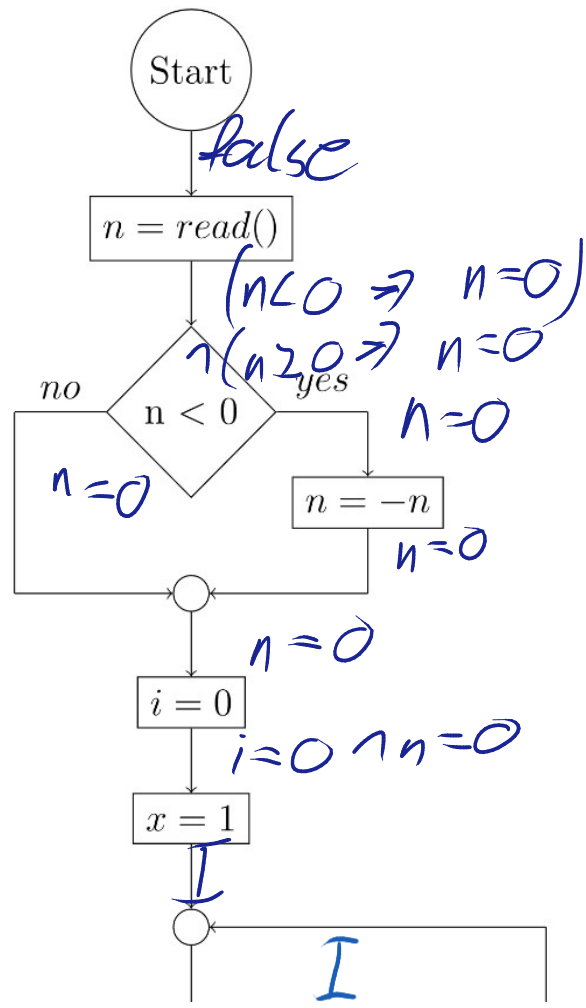 Start
false
n = read()
(n<0 ⇒ n=0)
∧(n≥0 ⇒ n=0
no
n < 0
yes
n=0
n=0
n = −n
n=0
n=0
i = 0
i=0 ∧ n=0
x = 1
I
I